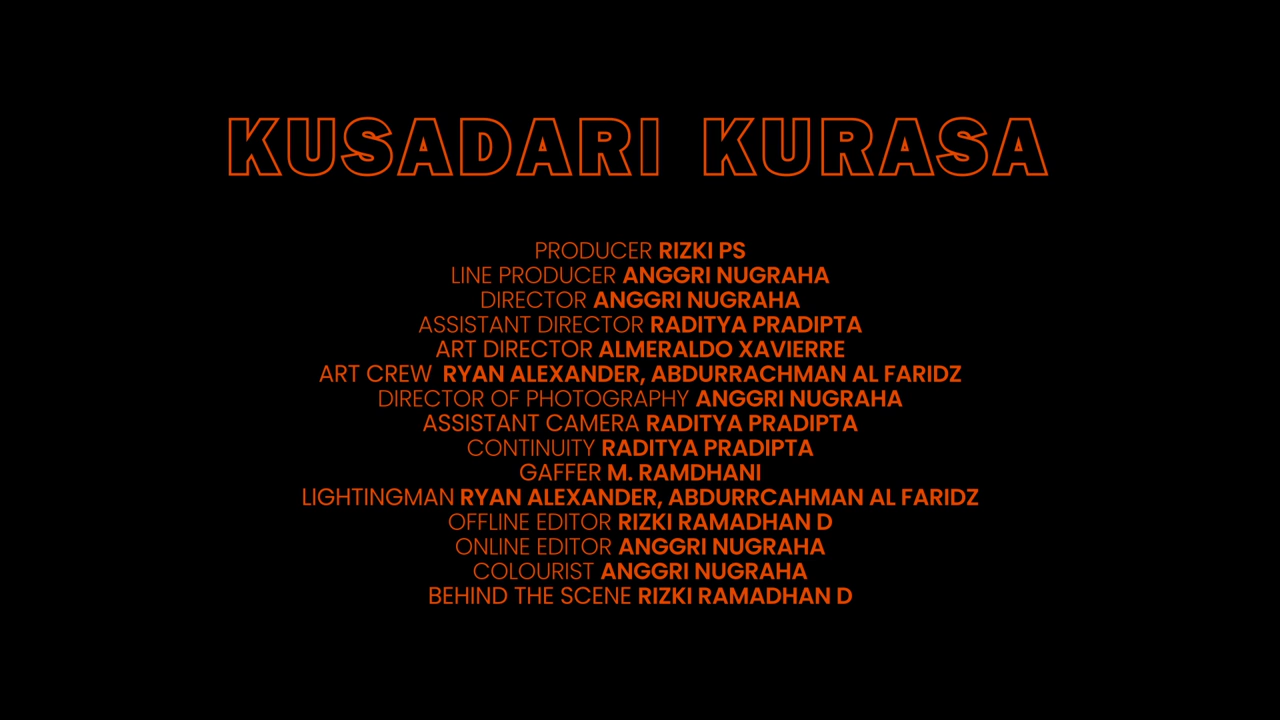 KUSADARI KURASA
PRODUCER RIZKI PS
LINE PRODUCER ANGGRI NUGRAHA
DIRECTOR ANGGRI NUGRAHA
ASSISTANT DIRECTOR RADITYA PRADIPTA
ART DIRECTOR ALMERALDO XAVIERRE
ART CREW RYAN ALEXANDER, ABDURRACHMAN AL FARIDZ
DIRECTOR OF PHOTOGRAPHY ANGGRI NUGRAHA
ASSISTANT CAMERA RADITYA PRADIPTA
CONTINUITY RADITYA PRADIPTA
GAFFER M. RAMDHANI
LIGHTINGMAN RYAN ALEXANDER, ABDURRCAHMAN AL FARIDZ
OFFLINE EDITOR RIZKI RAMADHAN D
ONLINE EDITOR ANGGRI NUGRAHA
COLOURIST ANGGRI NUGRAHA
BEHIND THE SCENE RIZKI RAMADHAN D